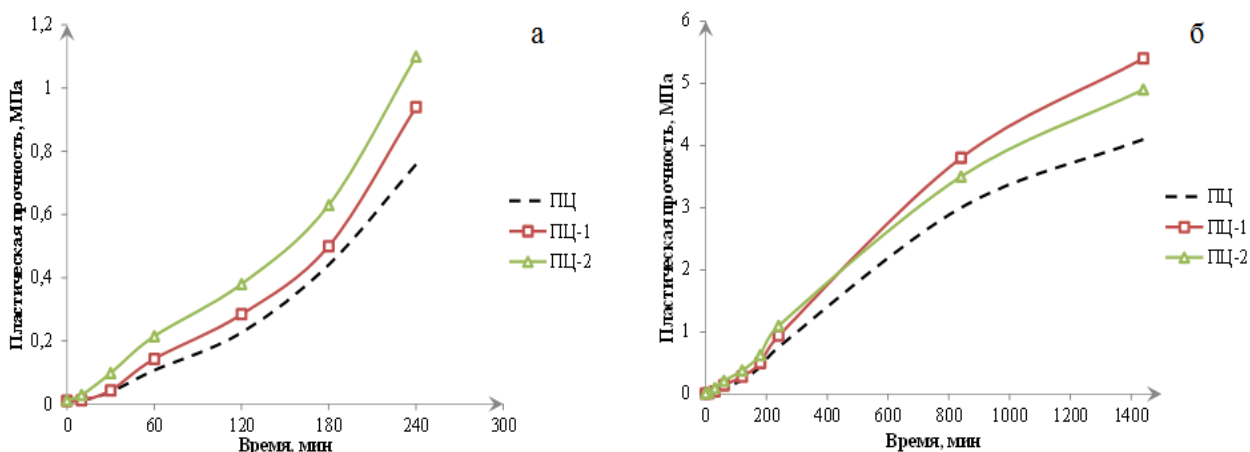 а
Пластическая прочность, МПа
1,2
1
0,8
0,6
0,4
0,2
0
0 60 120 180 240 300
Время, мин
ПЦ
ПЦ-1
ПЦ-2
б
Пластическая прочность, МПа
6
5
4
3
2
1
0
0 200 400 600 800 1000 1200 1400
Время, мин
ПЦ
ПЦ-1
ПЦ-2